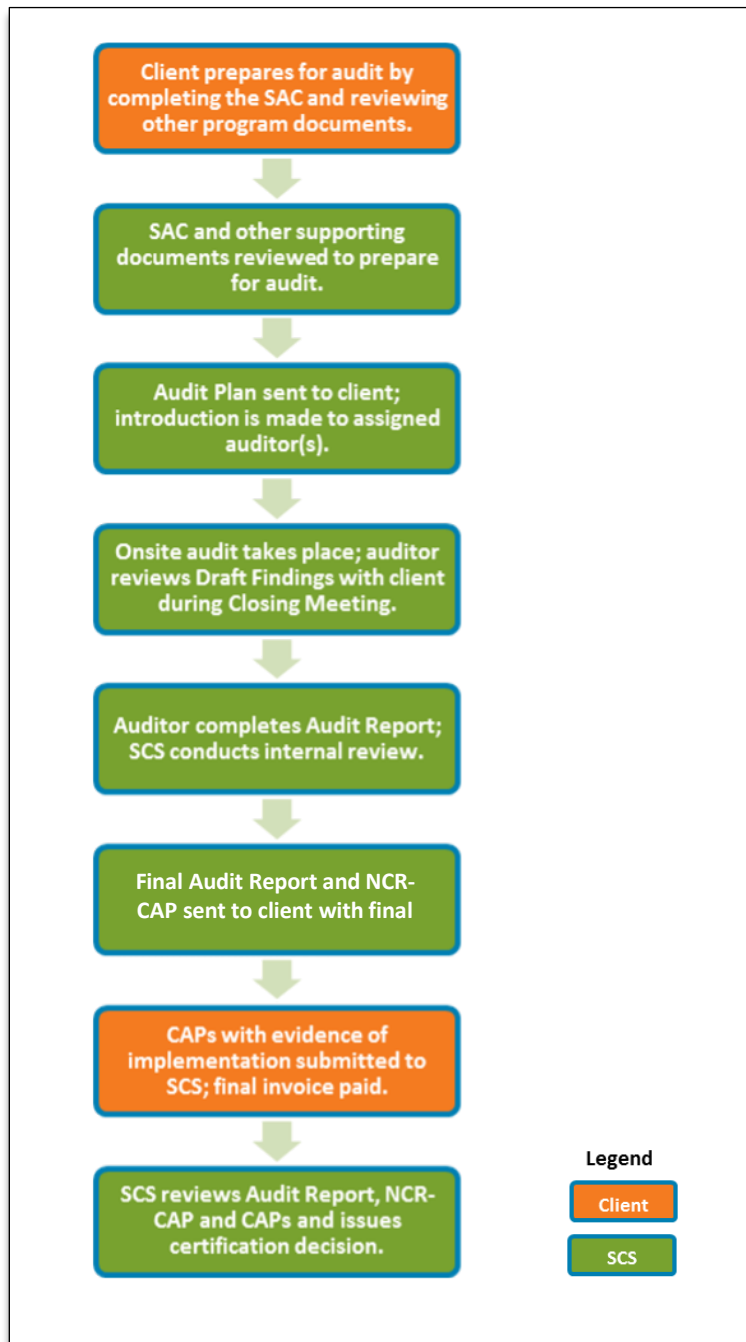 Client prepares for audit by
completing the SAC and reviewing
other program documents.
SAC and other supporting
documents reviewed to prepare
for audit.
Audit Plan sent to client;
introduction is made to assigned
auditor(s).
Onsite audit takes place; auditor
reviews Draft Findings with client
during Closing Meeting.
Auditor completes Audit Report;
SCS conducts internal review.
Final Audit Report and NCR-
CAP sent to client with final
CAPs with evidence of
implementation submitted to
SCS; final invoice paid.
SCS reviews Audit Report, NCR-
CAP and CAPs and issues
certification decision.
Legend
Client
SCS